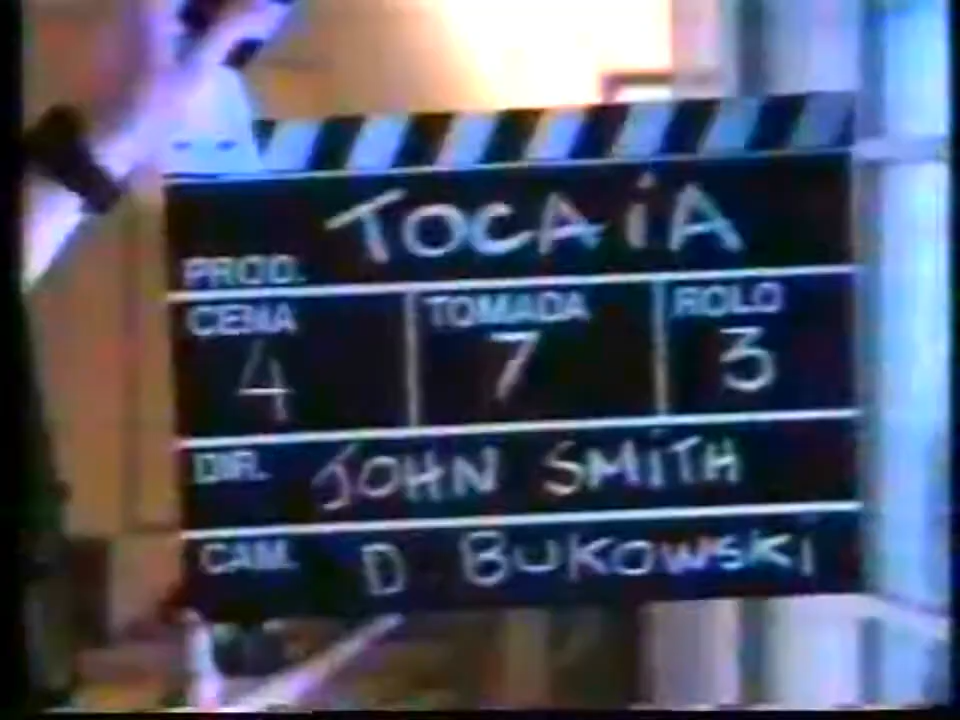 PROD. TOCAiA
CENA TOMADA ROLO
4 7 3
DIR. JOHN SMiTH
CAM. D. BUKOWSKi